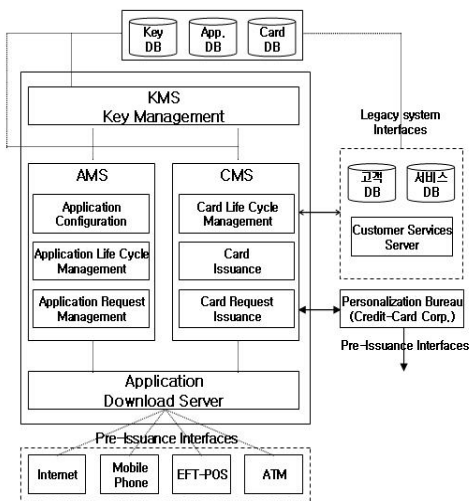 Key DB
App. DB
Card DB
KMS
Key Management
Legacy system
Interfaces
AMS
CMS
Application
Configuration
Application Life Cycle
Management
Application Request
Management
Card Life Cycle
Management
Card
Issuance
Card Request
Issuance
고객 DB
서비스 DB
Customer Services
Server
Personalization Bureau
(Credit-Card Corp.)
Pre-Issuance Interfaces
Application
Download Server
Pre-Issuance Interfaces
Internet
Mobile
Phone
EFT-POS
ATM